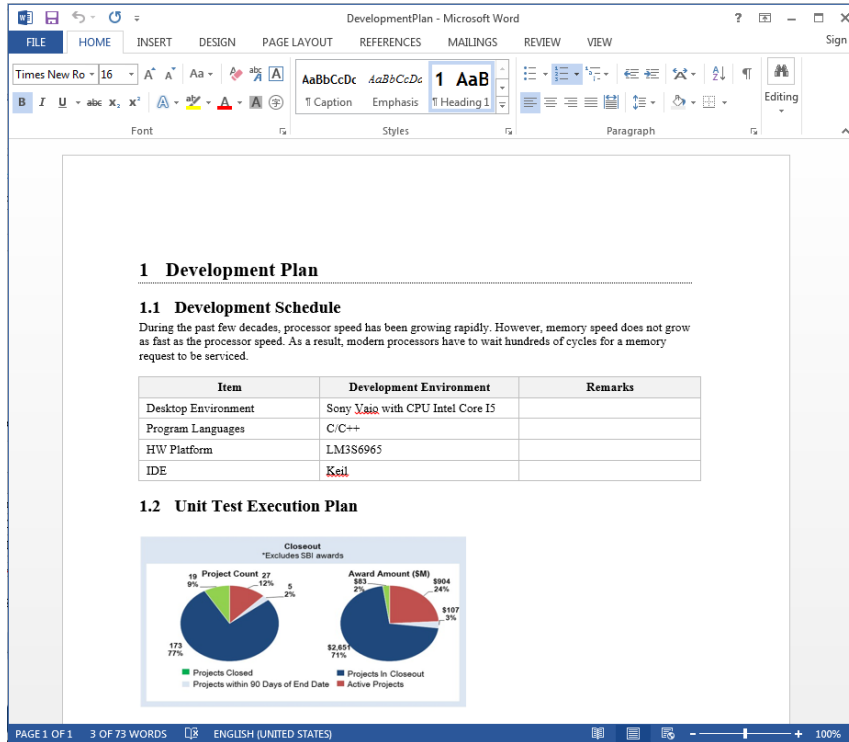 DevelopmentPlan - Microsoft Word
?
FILE HOME INSERT DESIGN PAGE LAYOUT REFERENCES MAILINGS REVIEW VIEW Sign
Times New Ro 16 A A Aa abc A
AaBbCcDc AaBbCcDc 1 AaB
¶ Caption Emphasis ¶ Heading 1
B I U abc X₂ X² A aby A A 字
Editing
Font Styles Paragraph
1 Development Plan
1.1 Development Schedule
During the past few decades, processor speed has been growing rapidly. However, memory speed does not grow
as fast as the processor speed. As a result, modern processors have to wait hundreds of cycles for a memory
request to be serviced.
Item Development Environment Remarks
Desktop Environment Sony Vaio with CPU Intel Core I5
Program Languages C/C++
HW Platform LM3S6965
IDE Keil
1.2 Unit Test Execution Plan
Closeout
*Excludes SBI awards
Project Count
19
9%
27
12%
5
2%
173
77%
Award Amount ($M)
$83
2%
$904
24%
$107
3%
$2,651
71%
Projects Closed
Projects In Closeout
Projects within 90 Days of End Date
Active Projects
PAGE 1 OF 1 3 OF 73 WORDS ENGLISH (UNITED STATES) 100%